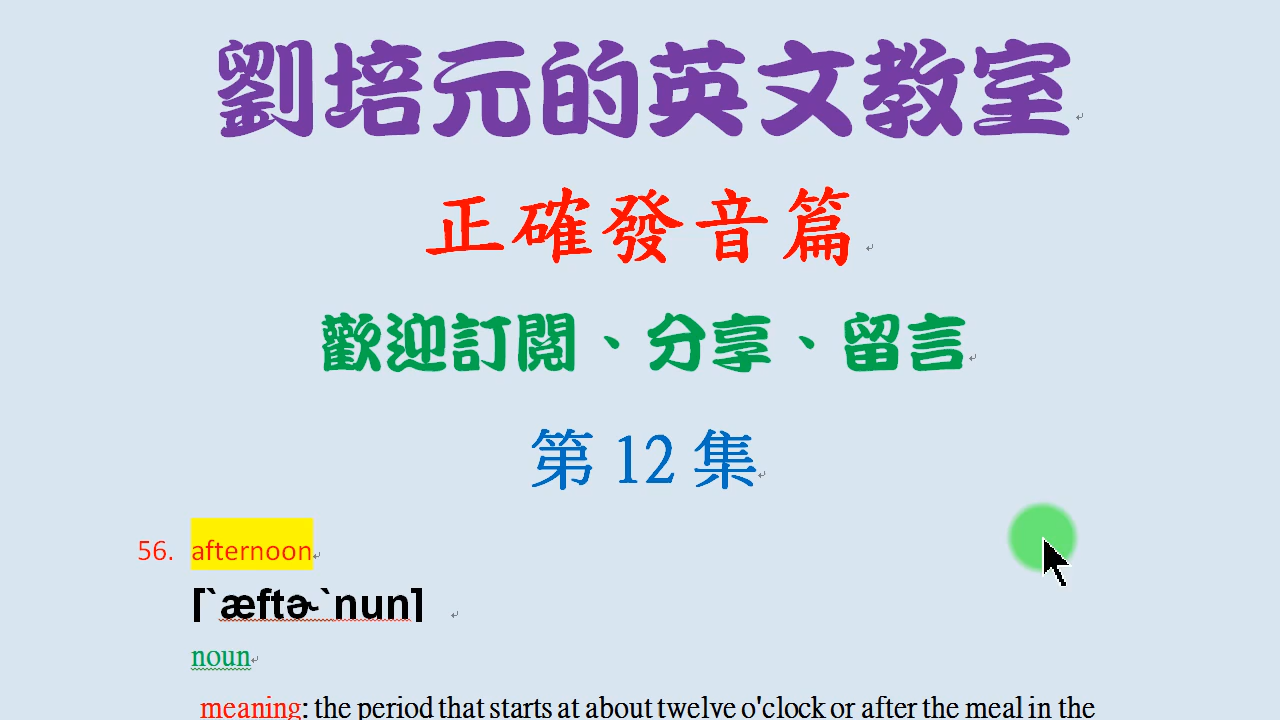 劉培元的英文教室
正確發音篇
歡迎訂閱、分享、留言
第 12 集
56. afternoon
[ˋæftɚˋnun]
noun
meaning: the period that starts at about twelve o'clock or after the meal in the